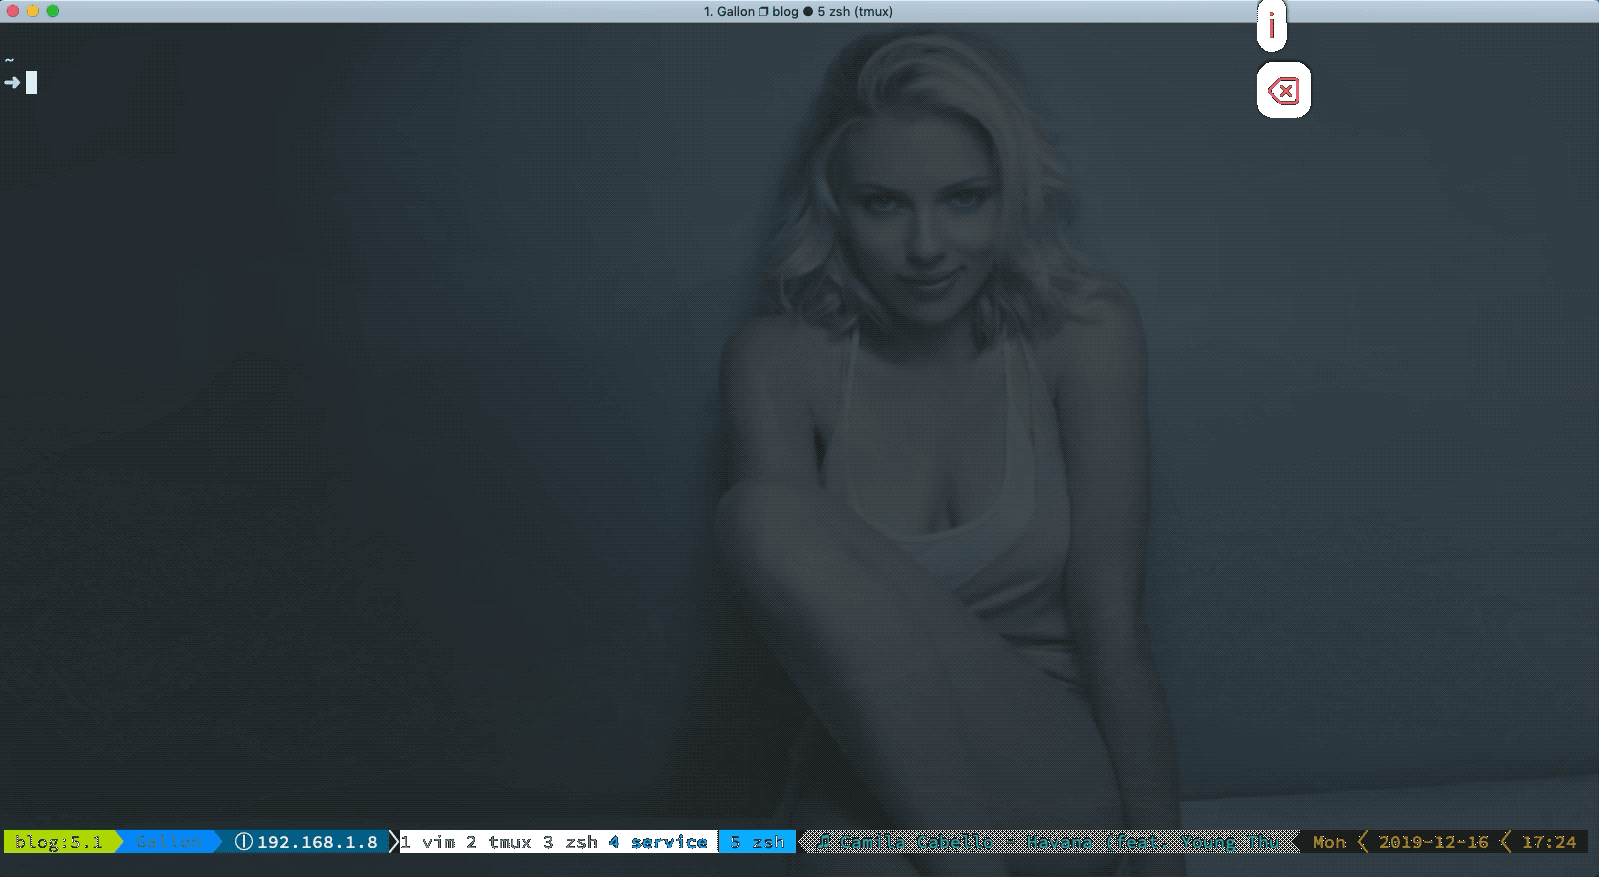 1. Gallon ❐ blog ● 5 zsh (tmux)
i
~
➜
blog:5.1 Gallon 192.168.1.8 1 vim 2 tmux 3 zsh 4 service 5 zsh ♫ Camila Cabello - Havana (feat. Young Thu Mon 2019-12-16 17:24